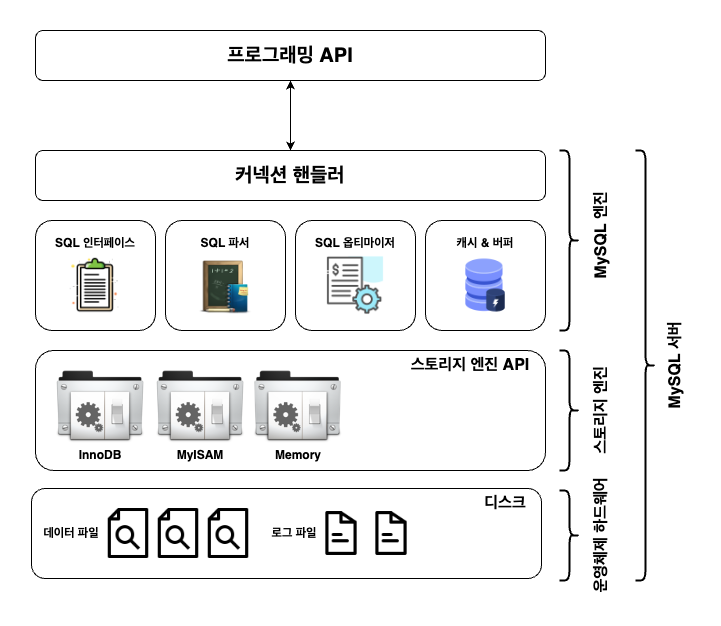 프로그래밍 API
커넥션 핸들러
SQL 인터페이스
SQL 파서
SQL 옵티마이저
캐시 & 버퍼
MySQL 엔진
스토리지 엔진 API
InnoDB
MyISAM
Memory
스토리지 엔진
디스크
데이터 파일
로그 파일
운영체제 하드웨어
MySQL 서버